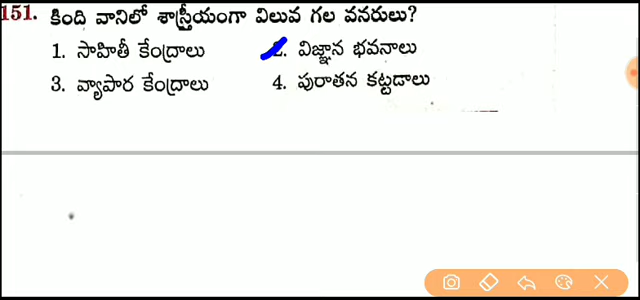 151. కింది వానిలో శాస్త్రీయంగా విలువ గల వనరులు?
1. సాహితీ కేంద్రాలు 2. విజ్ఞాన భవనాలు
3. వ్యాపార కేంద్రాలు 4. పురాతన కట్టడాలు